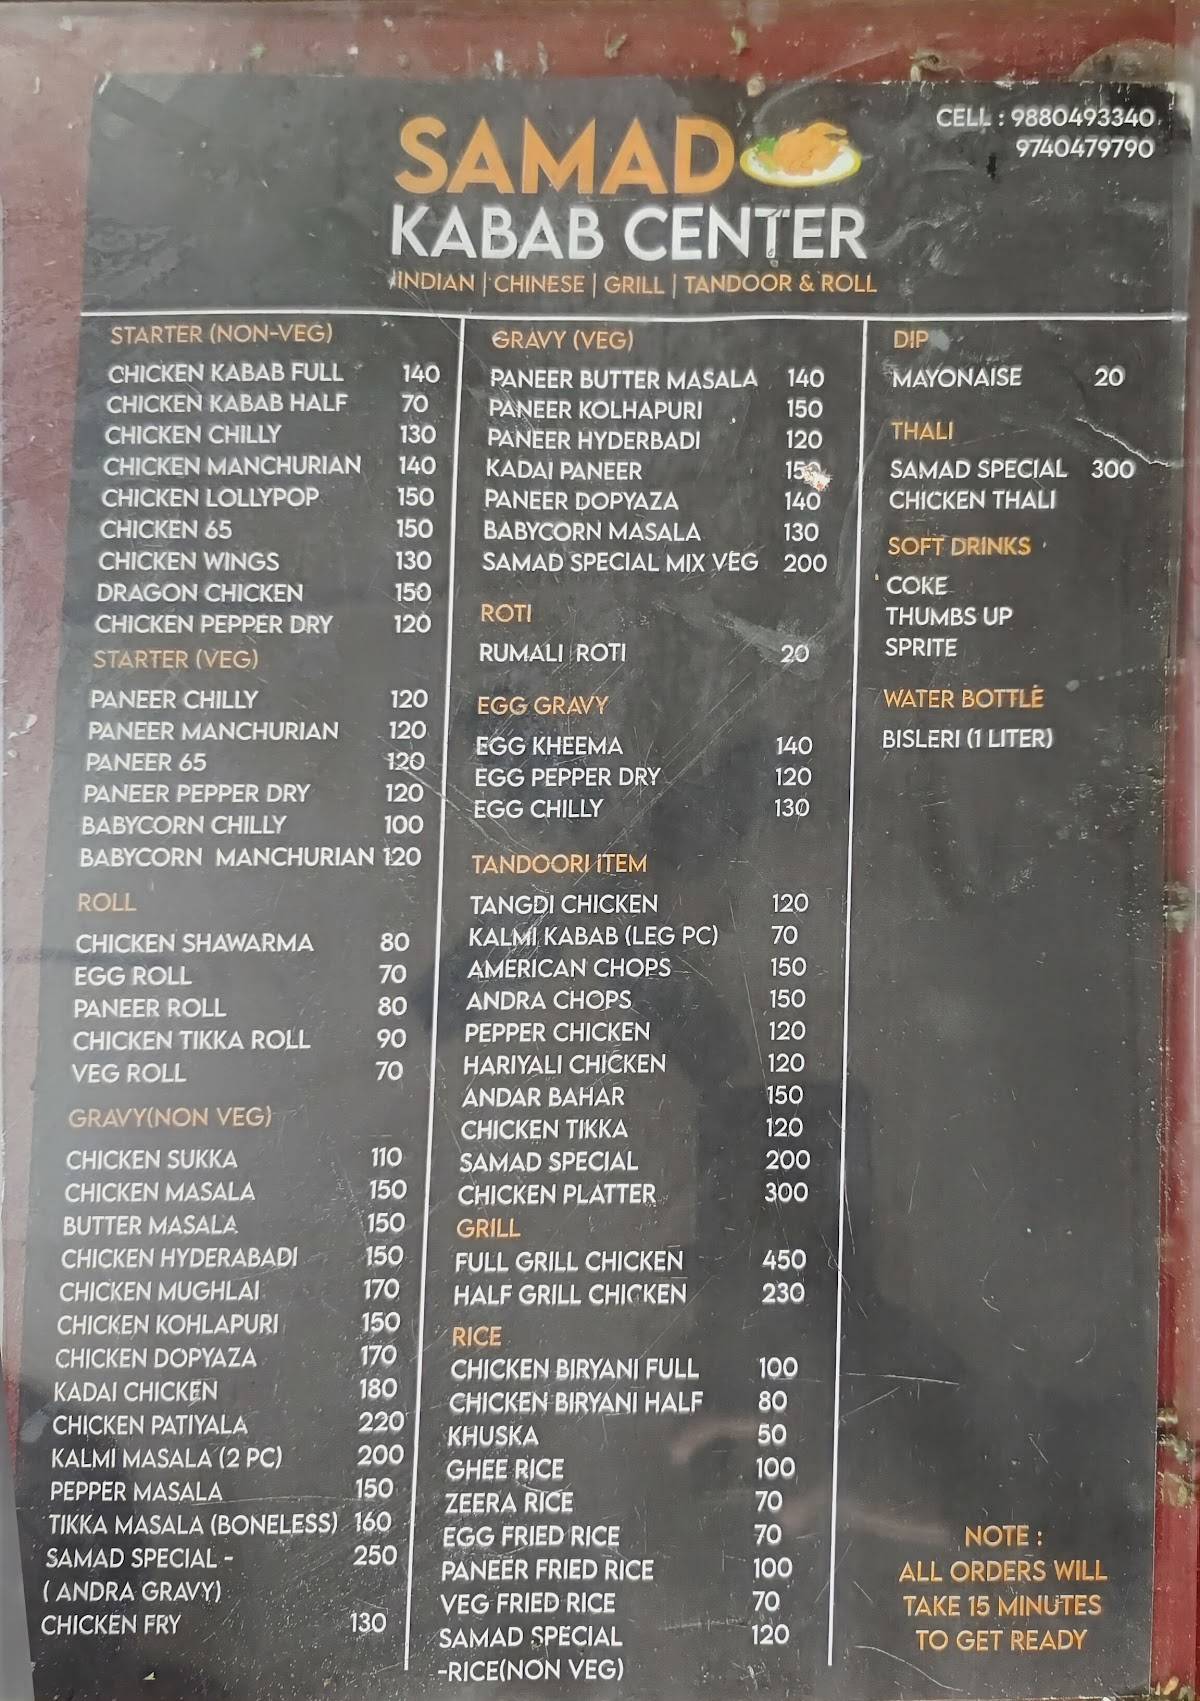 CELL : 9880493340
9740479790
SAMAD
KABAB CENTER
INDIAN | CHINESE | GRILL | TANDOOR & ROLL
STARTER (NON-VEG)
CHICKEN KABAB FULL 140
CHICKEN KABAB HALF 70
CHICKEN CHILLY 130
CHICKEN MANCHURIAN 140
CHICKEN LOLLYPOP 150
CHICKEN 65 150
CHICKEN WINGS 130
DRAGON CHICKEN 150
CHICKEN PEPPER DRY 120
STARTER (VEG)
PANEER CHILLY 120
PANEER MANCHURIAN 120
PANEER 65 120
PANEER PEPPER DRY 120
BABYCORN CHILLY 100
BABYCORN MANCHURIAN 120
ROLL
CHICKEN SHAWARMA 80
EGG ROLL 70
PANEER ROLL 80
CHICKEN TIKKA ROLL 90
VEG ROLL 70
GRAVY(NON VEG)
CHICKEN SUKKA 110
CHICKEN MASALA 150
BUTTER MASALA 150
CHICKEN HYDERABADI 150
CHICKEN MUGHLAI 170
CHICKEN KOHLAPURI 150
CHICKEN DOPYAZA 170
KADAI CHICKEN 180
CHICKEN PATIYALA 220
KALMI MASALA (2 PC) 200
PEPPER MASALA 150
TIKKA MASALA (BONELESS) 160
SAMAD SPECIAL - 250
( ANDRA GRAVY)
CHICKEN FRY 130
GRAVY (VEG)
PANEER BUTTER MASALA 140
PANEER KOLHAPURI 150
PANEER HYDERBADI 120
KADAI PANEER 150
PANEER DOPYAZA 140
BABYCORN MASALA 130
SAMAD SPECIAL MIX VEG 200
ROTI
RUMALI ROTI 20
EGG GRAVY
EGG KHEEMA 140
EGG PEPPER DRY 120
EGG CHILLY 130
TANDOORI ITEM
TANGDI CHICKEN 120
KALMI KABAB (LEG PC) 70
AMERICAN CHOPS 150
ANDRA CHOPS 150
PEPPER CHICKEN 120
HARIYALI CHICKEN 120
ANDAR BAHAR 150
CHICKEN TIKKA 120
SAMAD SPECIAL 200
CHICKEN PLATTER 300
GRILL
FULL GRILL CHICKEN 450
HALF GRILL CHICKEN 230
RICE
CHICKEN BIRYANI FULL 100
CHICKEN BIRYANI HALF 80
KHUSKA 50
GHEE RICE 100
ZEERA RICE 70
EGG FRIED RICE 70
PANEER FRIED RICE 100
VEG FRIED RICE 70
SAMAD SPECIAL 120
-RICE(NON VEG)
DIP
MAYONAISE 20
THALI
SAMAD SPECIAL 300
CHICKEN THALI
SOFT DRINKS
COKE
THUMBS UP
SPRITE
WATER BOTTLE
BISLERI (1 LITER)
NOTE :
ALL ORDERS WILL
TAKE 15 MINUTES
TO GET READY